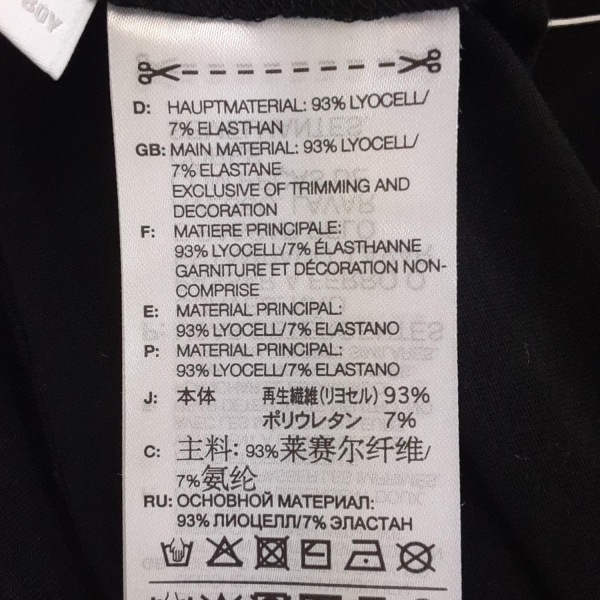 BOY
D: HAUPTMATERIAL: 93% LYOCELL/
7% ELASTHAN
GB: MAIN MATERIAL: 93% LYOCELL/
7% ELASTANE
EXCLUSIVE OF TRIMMING AND
DECORATION
F: MATIERE PRINCIPALE:
93% LYOCELL/7% ÉLASTHANNE
GARNITURE ET DÉCORATION NON-
COMPRISE
E: MATERIAL PRINCIPAL:
93% LYOCELL/7% ELASTANO
P: MATERIAL PRINCIPAL:
93% LYOCELL/7% ELASTANO
J: 本体 再生繊維(リヨセル) 93%
ポリウレタン 7%
C: 主料: 93%莱赛尔纤维/
7%氨纶
RU: ОСНОВНОЙ МАТЕРИАЛ:
93% ЛИОЦЕЛЛ/7% ЭЛАСТАН